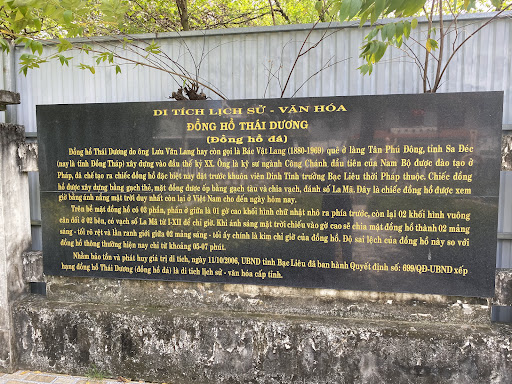 DI TÍCH LỊCH SỬ - VĂN HÓA
ĐỒNG HỒ THÁI DƯƠNG
(Đồng hồ đá)
Đồng hồ Thái Dương do ông Lưu Văn Lang hay còn gọi là Bác Vật Lang (1880-1969) quê ở làng Tân Phú Đông, tỉnh Sa Đéc
(nay là tỉnh Đồng Tháp) xây dựng vào đầu thế kỷ XX. Ông là kỹ sư ngành Công Chánh đầu tiên của Nam Bộ được đào tạo ở
Pháp, đã chế tạo ra chiếc đồng hồ đặc biệt này đặt trước khuôn viên Dinh Tỉnh trưởng Bạc Liêu thời Pháp thuộc. Chiếc đồng
hồ được xây dựng bằng gạch thẻ, mặt đồng được ốp bằng gạch tàu và chia vạch, đánh số La Mã. Đây là chiếc đồng hồ được xem
giờ bằng ánh nắng mặt trời duy nhất còn lại ở Việt Nam cho đến ngày hôm nay.
Trên bề mặt đồng hồ có 03 phần, phần ở giữa là 01 gờ cao khối hình chữ nhật nhô ra phía trước, còn lại 02 khối hình vuông
cân đối ở 02 bên, có vạch số La Mã từ I-XII để chỉ giờ. Khi ánh sáng mặt trời chiếu vào gờ cao sẽ chia mặt đồng hồ thành 02 mảng
sáng - tối rõ rệt và lằn ranh giới giữa 02 mảng sáng - tối ấy chính là kim chỉ giờ của đồng hồ. Độ sai lệch của đồng hồ này so với
đồng hồ thông thường hiện nay chỉ từ khoảng 05-07 phút.
Nhằm bảo tồn và phát huy giá trị di tích, ngày 11/10/2006, UBND tỉnh Bạc Liêu đã ban hành Quyết định số: 699/QĐ-UBND xếp
hạng đồng hồ Thái Dương (đồng hồ đá) là di tích lịch sử - văn hóa cấp tỉnh.